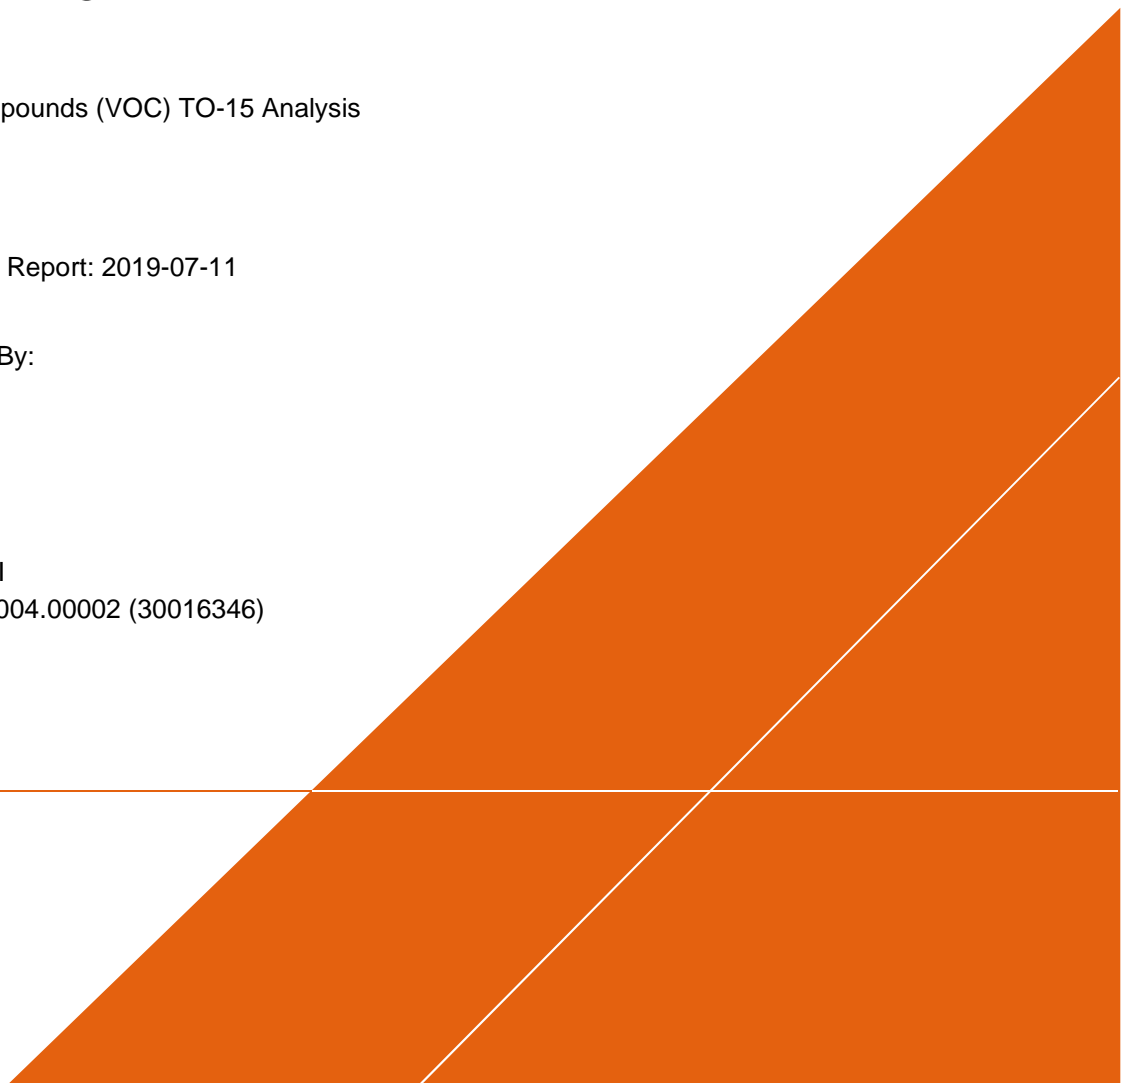 pounds (VOC) TO-15 Analysis
Report: 2019-07-11
By:
004.00002 (30016346)